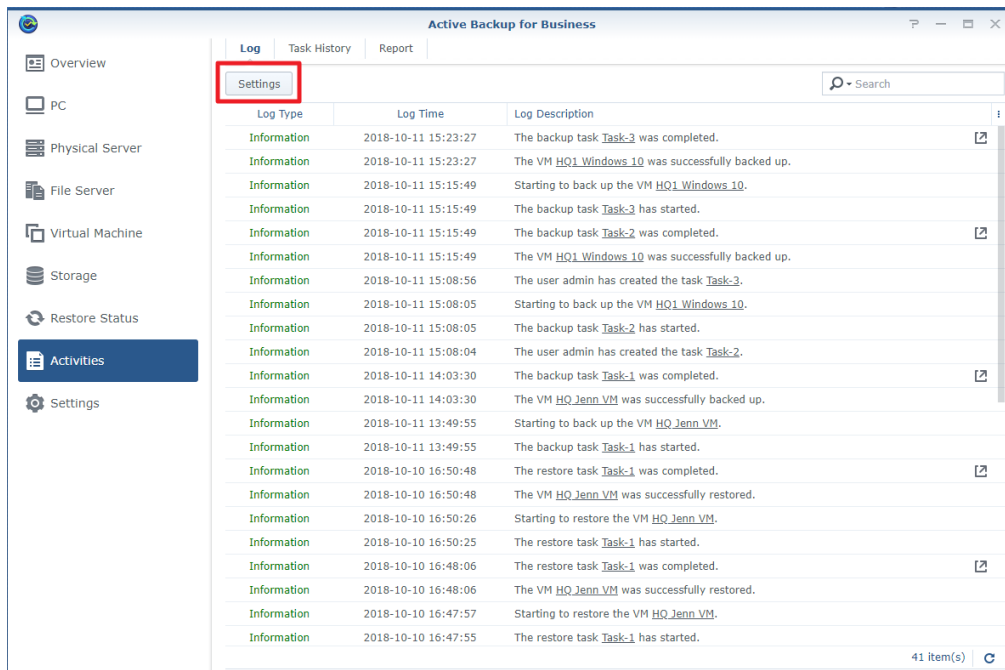 Active Backup for Business
Overview
PC
Physical Server
File Server
Virtual Machine
Storage
Restore Status
Activities
Settings
Log Task History Report
Settings
Search
Log Type Log Time Log Description
Information 2018-10-11 15:23:27 The backup task Task-3 was completed.
Information 2018-10-11 15:23:27 The VM HQ1 Windows 10 was successfully backed up.
Information 2018-10-11 15:15:49 Starting to back up the VM HQ1 Windows 10.
Information 2018-10-11 15:15:49 The backup task Task-3 has started.
Information 2018-10-11 15:15:49 The backup task Task-2 was completed.
Information 2018-10-11 15:15:49 The VM HQ1 Windows 10 was successfully backed up.
Information 2018-10-11 15:08:56 The user admin has created the task Task-3.
Information 2018-10-11 15:08:05 Starting to back up the VM HQ1 Windows 10.
Information 2018-10-11 15:08:05 The backup task Task-2 has started.
Information 2018-10-11 15:08:04 The user admin has created the task Task-2.
Information 2018-10-11 14:03:30 The backup task Task-1 was completed.
Information 2018-10-11 14:03:30 The VM HQ Jenn VM was successfully backed up.
Information 2018-10-11 13:49:55 Starting to back up the VM HQ Jenn VM.
Information 2018-10-11 13:49:55 The backup task Task-1 has started.
Information 2018-10-10 16:50:48 The restore task Task-1 was completed.
Information 2018-10-10 16:50:48 The VM HQ Jenn VM was successfully restored.
Information 2018-10-10 16:50:26 Starting to restore the VM HQ Jenn VM.
Information 2018-10-10 16:50:25 The restore task Task-1 has started.
Information 2018-10-10 16:48:06 The restore task Task-1 was completed.
Information 2018-10-10 16:48:06 The VM HQ Jenn VM was successfully restored.
Information 2018-10-10 16:47:57 Starting to restore the VM HQ Jenn VM.
Information 2018-10-10 16:47:55 The restore task Task-1 has started.
41 item(s)